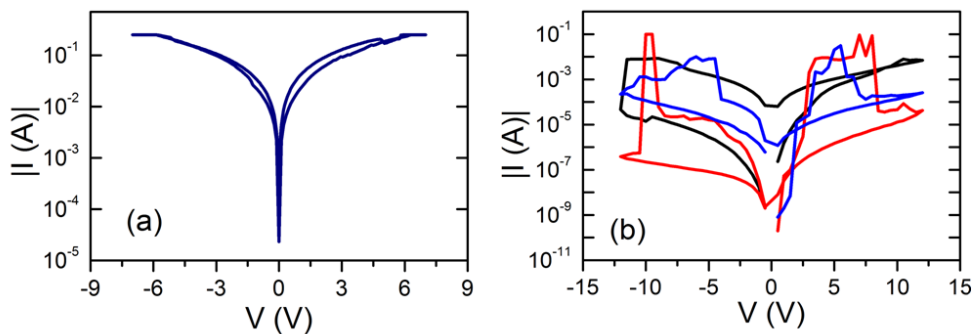 |I (A)|
10⁻¹
10⁻²
10⁻³
10⁻⁴
10⁻⁵
(a)
-9 -6 -3 0 3 6 9
V (V)
|I (A)|
10⁻¹
10⁻³
10⁻⁵
10⁻⁷
10⁻⁹
10⁻¹¹
(b)
-15 -10 -5 0 5 10 15
V (V)